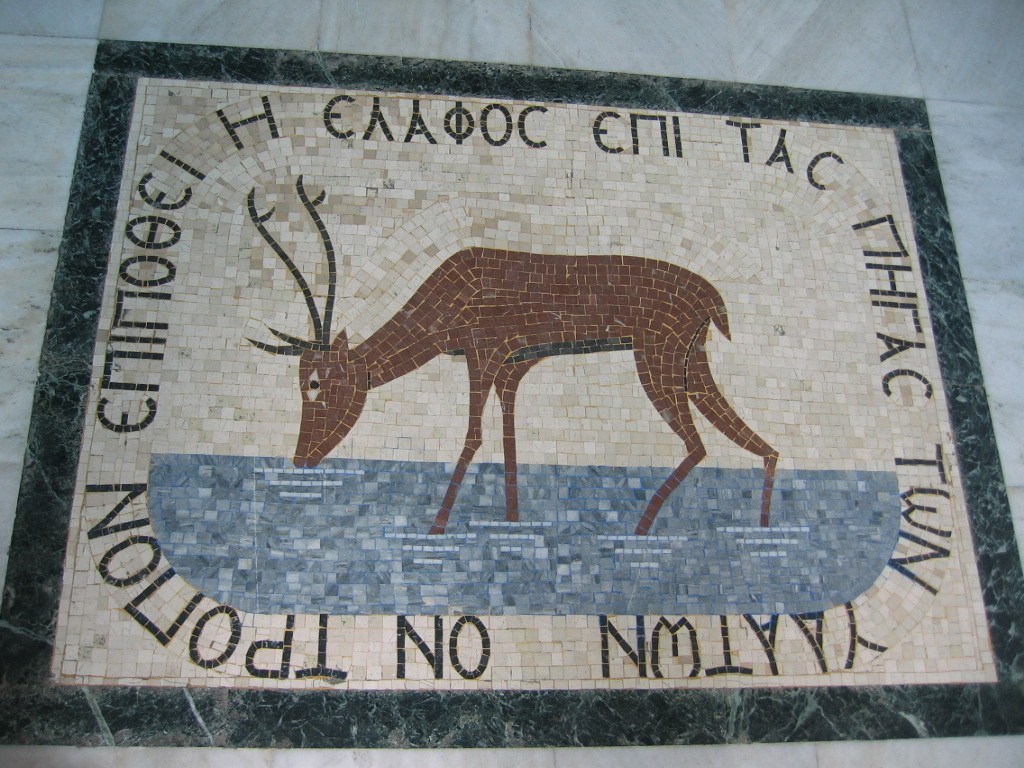 ΟΝ ΤΡΟΠΟΝ ΕΠΙΠΟΘΕΙ Η ΕΛΑΦΟΣ ΕΠΙ ΤΑΣ ΠΗΓΑΣ ΤΩΝ ΥΔΑΤΩΝ